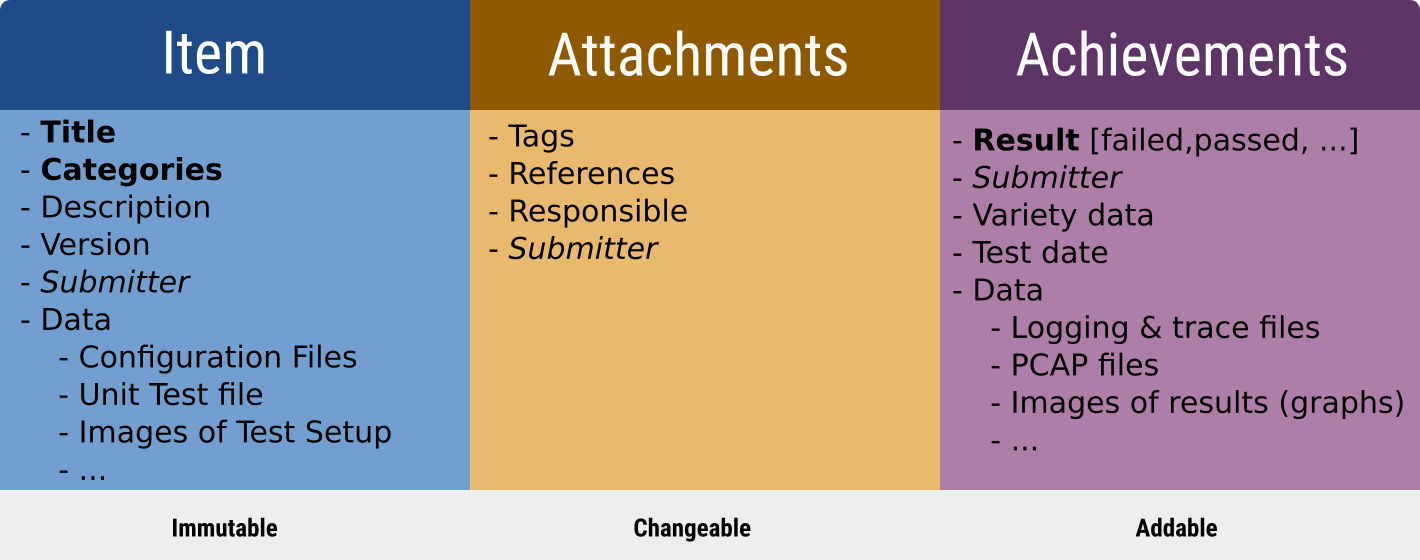 Item
- Title
- Categories
- Description
- Version
- Submitter
- Data
- Configuration Files
- Unit Test file
- Images of Test Setup
- ...
Immutable
Attachments
- Tags
- References
- Responsible
- Submitter
Changeable
Achievements
- Result [failed,passed, ...]
- Submitter
- Variety data
- Test date
- Data
- Logging & trace files
- PCAP files
- Images of results (graphs)
- ...
Addable